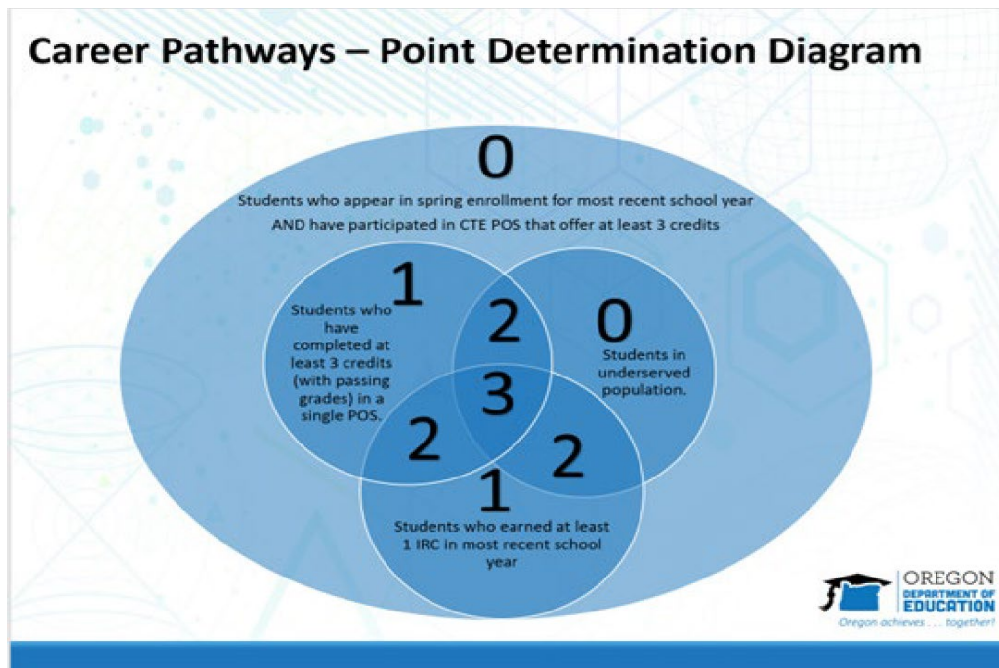 Career Pathways – Point Determination Diagram
0
Students who appear in spring enrollment for most recent school year
AND have participated in CTE POS that offer at least 3 credits
1
Students who
have
completed at
least 3 credits
(with passing
grades) in a
single POS.
2
0
Students in
underserved
population.
3
2
2
1
Students who earned at least
1 IRC in most recent school
year
OREGON
DEPARTMENT OF
EDUCATION
Oregon achieves . . . together!